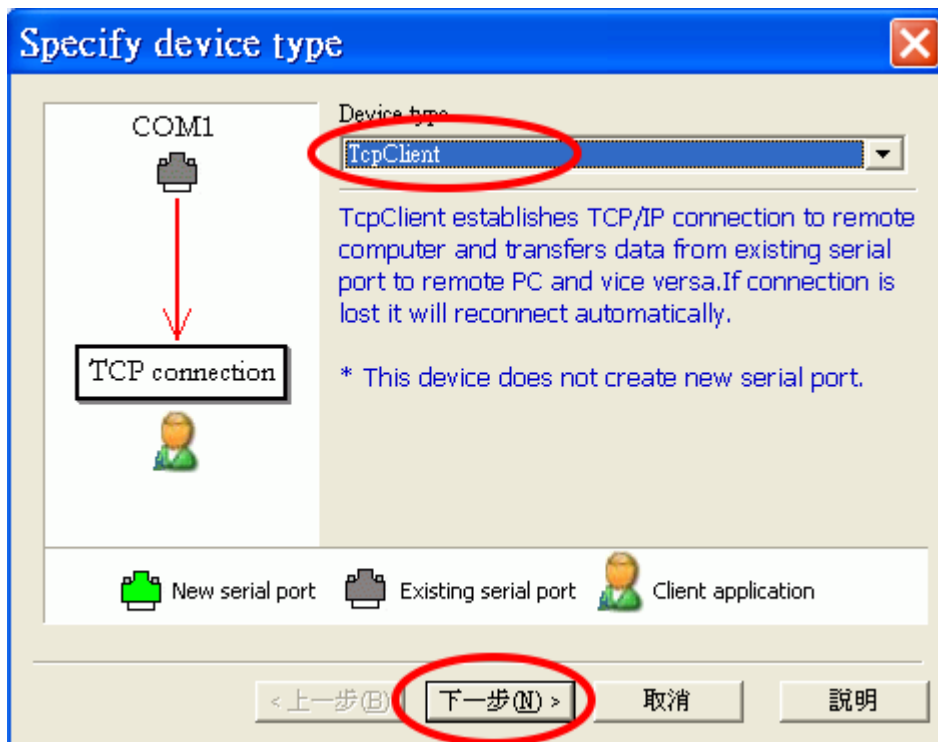 Specify device type
COM1
Device type
TcpClient
TcpClient establishes TCP/IP connection to remote
computer and transfers data from existing serial
port to remote PC and vice versa.If connection is
lost it will reconnect automatically.
TCP connection
* This device does not create new serial port.
New serial port
Existing serial port
Client application
<上一步(B)
下一步(N) >
取消
說明